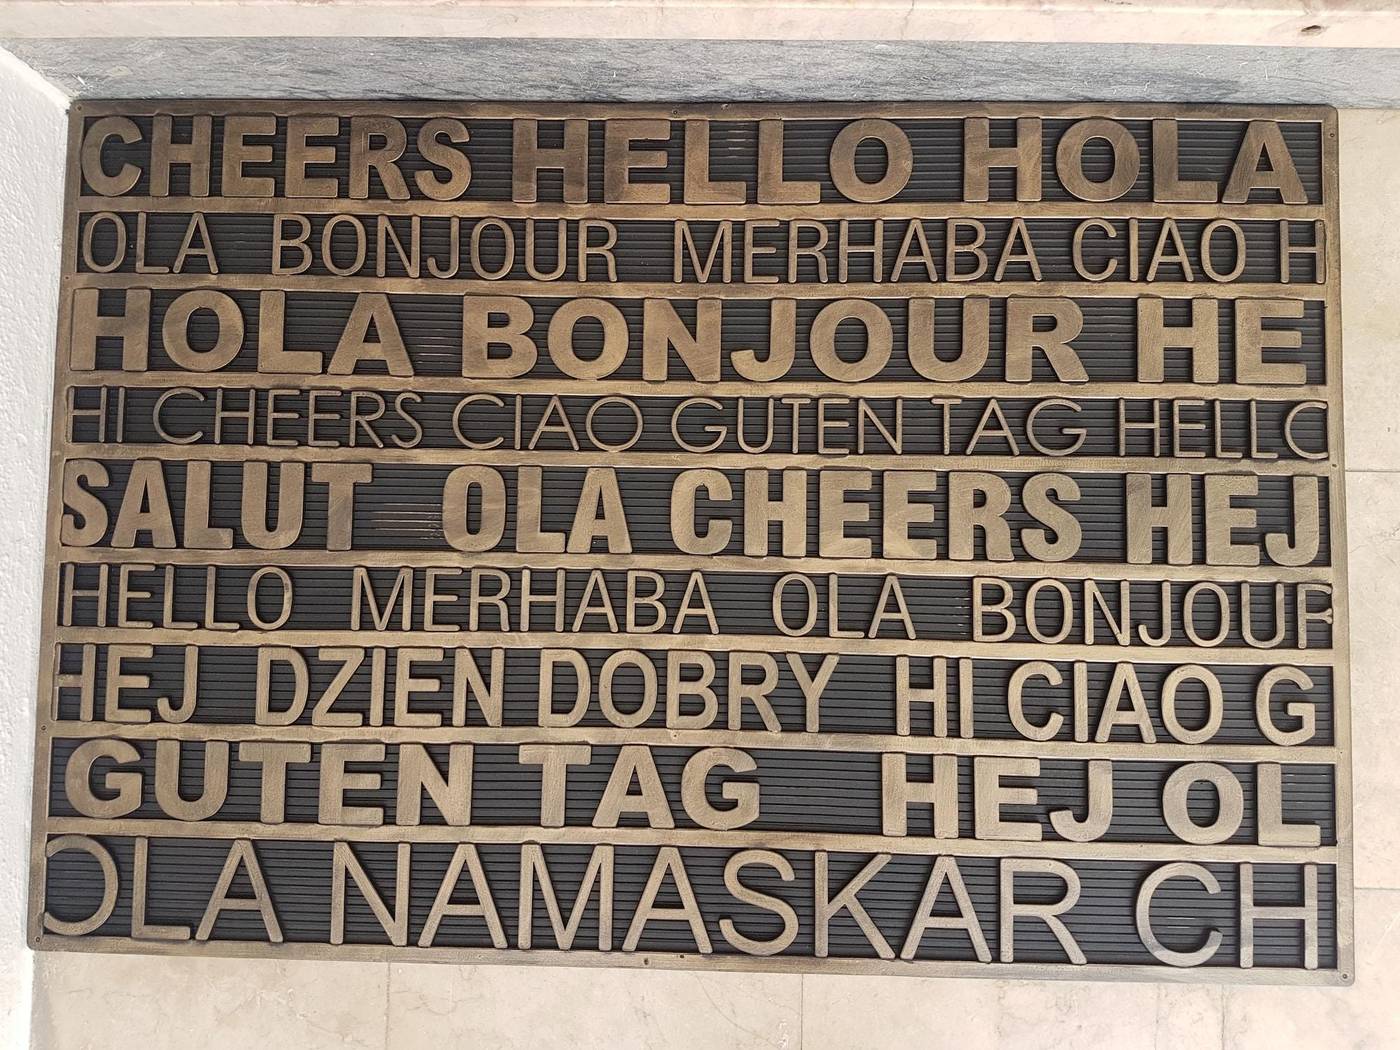 CHEERS HELLO HOLA
OLA BONJOUR MERHABA CIAO H
HOLA BONJOUR HE
HI CHEERS CIAO GUTEN TAG HELLO
SALUT OLA CHEERS HEJ
HELLO MERHABA OLA BONJOUR
HEJ DZIEN DOBRY HI CIAO G
GUTEN TAG HEJ OL
OLA NAMASKAR CH